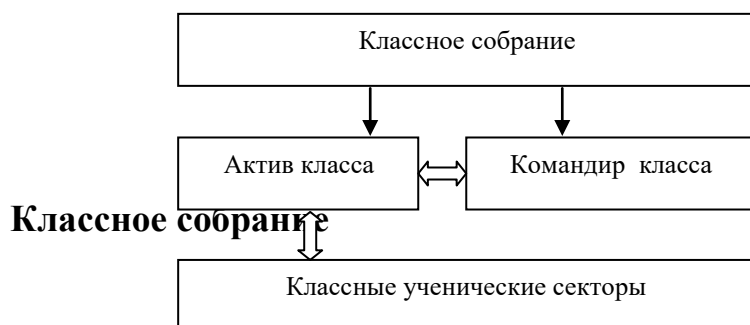 Классное собрание
Актив класса
Командир класса
Классное собрание
Классные ученические секторы